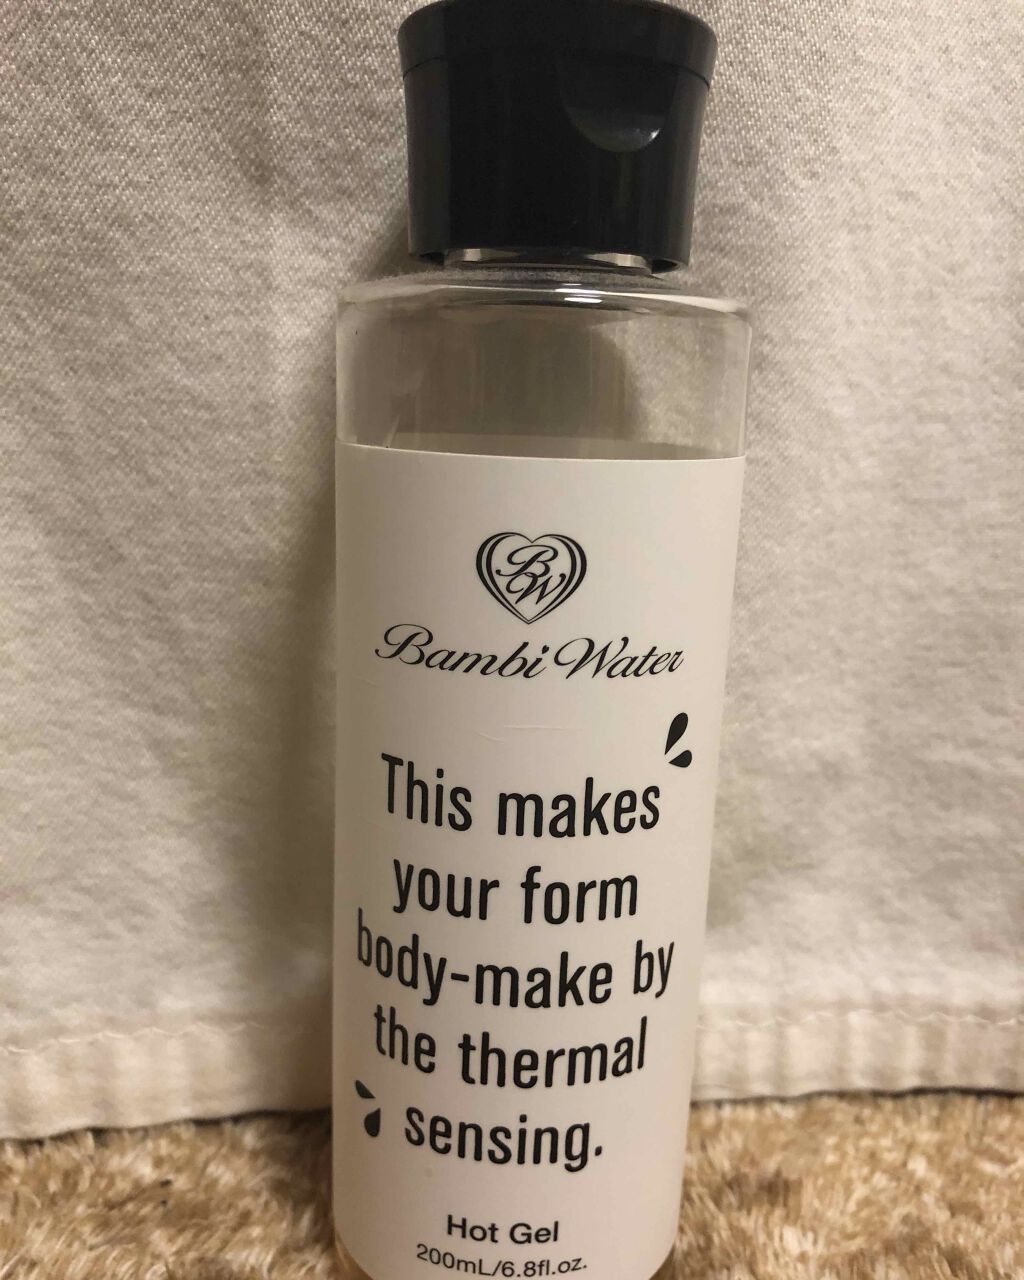 BW
Bambi Water
This makes
your form
body-make by
the thermal
sensing.
Hot Gel
200mL/6.8fl.oz.